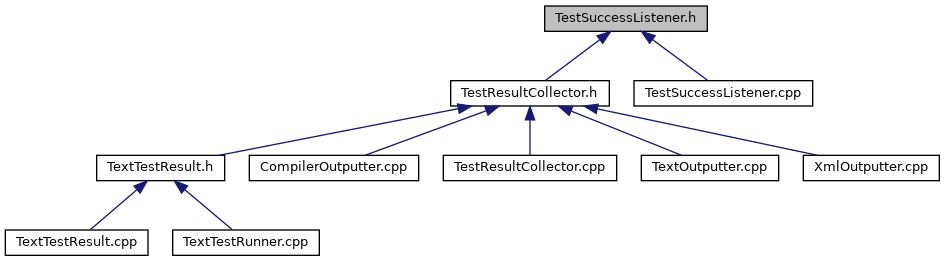 TestSuccessListener.h
TestResultCollector.h
TestSuccessListener.cpp
TextTestResult.h
CompilerOutputter.cpp
TestResultCollector.cpp
TextOutputter.cpp
XmlOutputter.cpp
TextTestResult.cpp
TextTestRunner.cpp